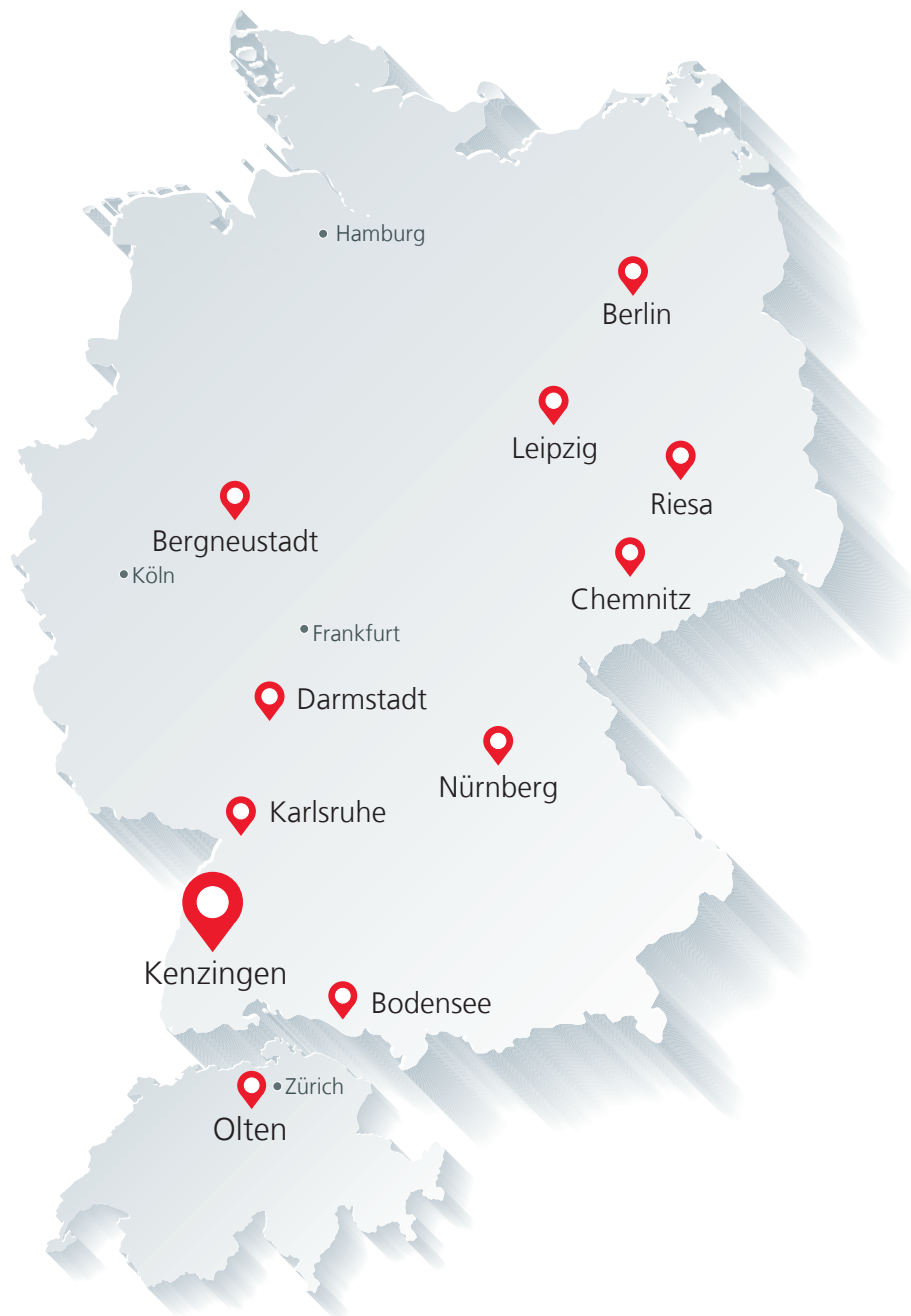 Hamburg
Berlin
Leipzig
Riesa
Bergneustadt
Köln
Chemnitz
Frankfurt
Darmstadt
Nürnberg
Karlsruhe
Kenzingen
Bodensee
Zürich
Olten